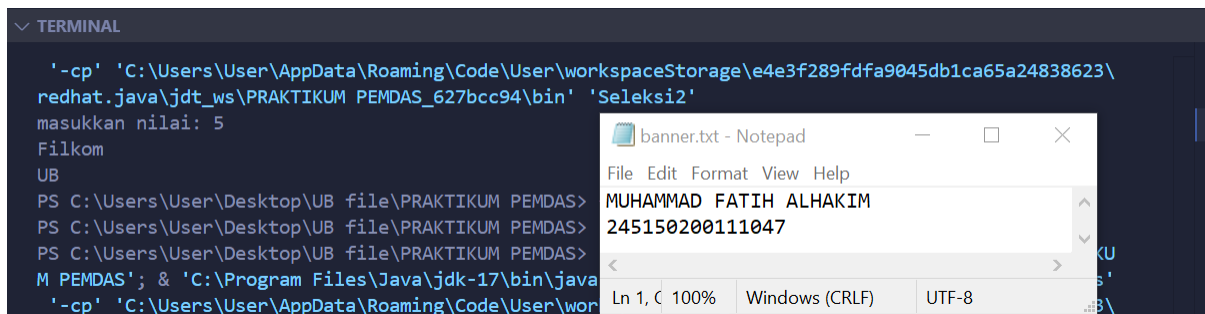 TERMINAL
'-cp' 'C:\Users\User\AppData\Roaming\Code\User\workspaceStorage\e4e3f289fdfa9045db1ca65a24838623\
redhat.java\jdt_ws\PRAKTIKUM PEMDAS_627bcc94\bin' 'Seleksi2'
masukkan nilai: 5
Filkom
UB
PS C:\Users\User\Desktop\UB file\PRAKTIKUM PEMDAS>
PS C:\Users\User\Desktop\UB file\PRAKTIKUM PEMDAS>
PS C:\Users\User\Desktop\UB file\PRAKTIKUM PEMDAS> KU
M PEMDAS'; & 'C:\Program Files\Java\jdk-17\bin\java s'
'-cp' 'C:\Users\User\AppData\Roaming\Code\User\wor 3\
banner.txt - Notepad
File Edit Format View Help
MUHAMMAD FATIH ALHAKIM
245150200111047
Ln 1, 100% Windows (CRLF) UTF-8